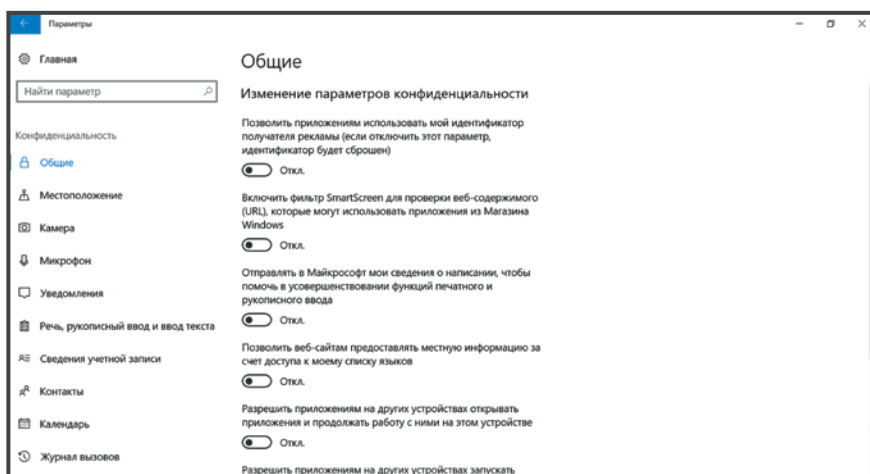 Параметры
Главная
Найти параметр
Конфиденциальность
Общие
Местоположение
Камера
Микрофон
Уведомления
Речь, рукописный ввод и ввод текста
Сведения учетной записи
Контакты
Календарь
Журнал вызовов
Общие
Изменение параметров конфиденциальности
Позволить приложениям использовать мой идентификатор
получателя рекламы (если отключить этот параметр,
идентификатор будет сброшен)
Откл.
Включить фильтр SmartScreen для проверки веб-содержимого
(URL), которые могут использовать приложения из Магазина
Windows
Откл.
Отправлять в Майкрософт мои сведения о написании, чтобы
помочь в усовершенствовании функций печатного и
рукописного ввода
Откл.
Позволить веб-сайтам предоставлять местную информацию за
счет доступа к моему списку языков
Откл.
Разрешить приложениям на других устройствах открывать
приложения и продолжать работу с ними на этом устройстве
Откл.
Разрешить приложениям на других устройствах запускать